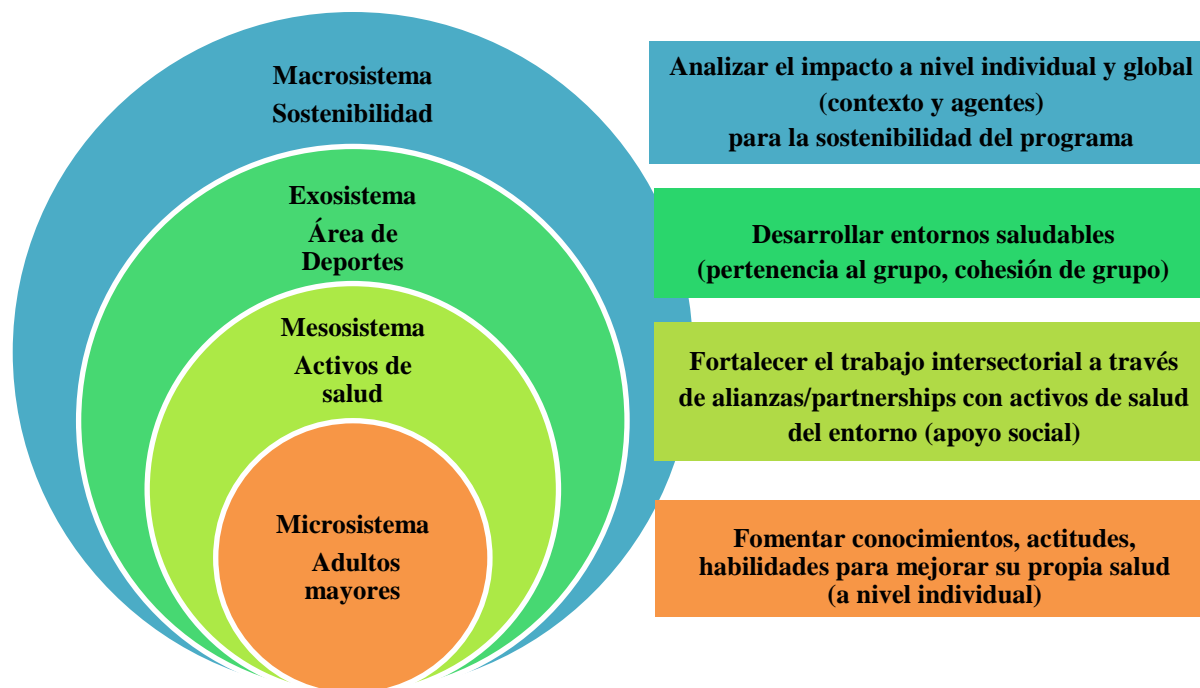 Macrosistema
Sostenibilidad
Exosistema
Área de
Deportes
Mesosistema
Activos de
salud
Microsistema
Adultos
mayores
Analizar el impacto a nivel individual y global
(contexto y agentes)
para la sostenibilidad del programa
Desarrollar entornos saludables
(pertenencia al grupo, cohesión de grupo)
Fortalecer el trabajo intersectorial a través
de alianzas/partnerships con activos de salud
del entorno (apoyo social)
Fomentar conocimientos, actitudes,
habilidades para mejorar su propia salud
(a nivel individual)